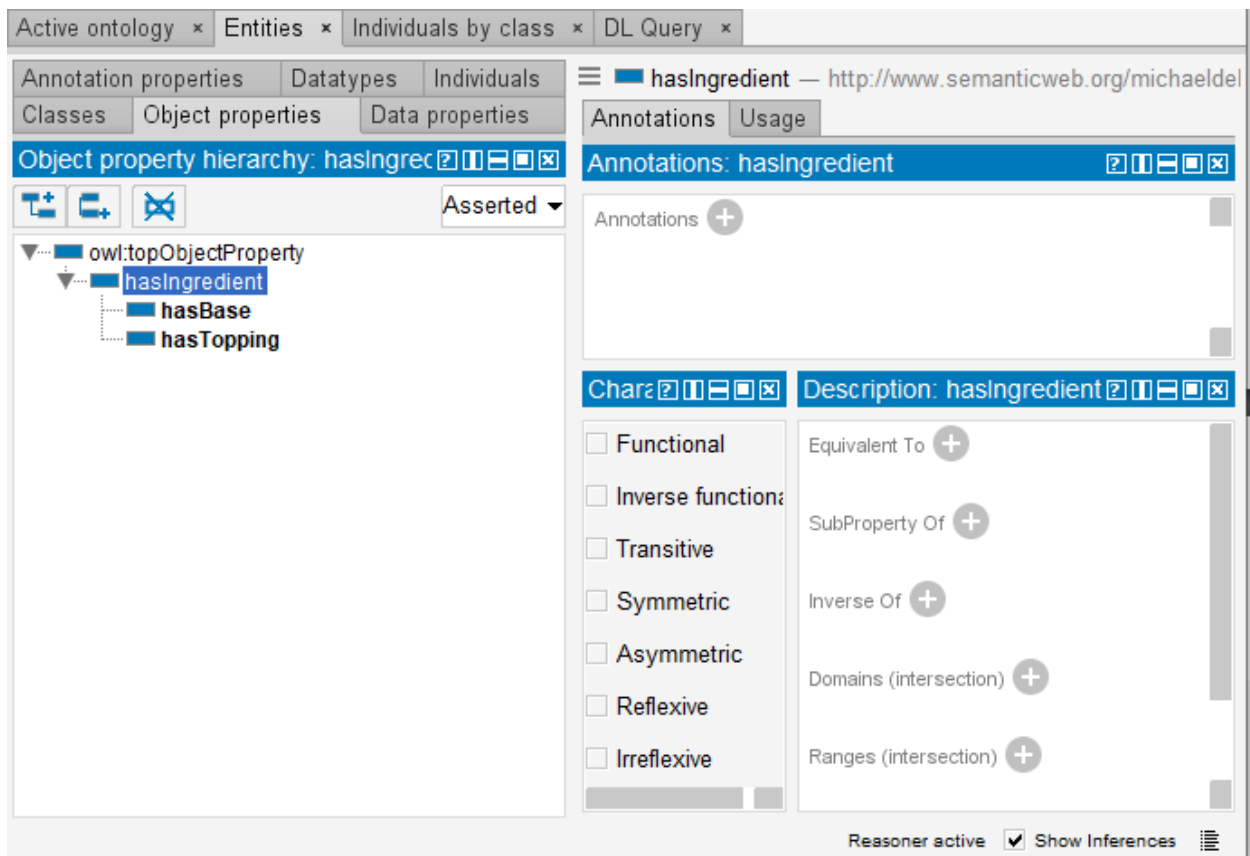 Active ontology × Entities × Individuals by class × DL Query ×
Annotation properties Datatypes Individuals
Classes Object properties Data properties
Object property hierarchy: hasIngrec
Asserted
owl:topObjectProperty
hasIngredient
hasBase
hasTopping
hasIngredient — http://www.semanticweb.org/michaeldel
Annotations Usage
Annotations: hasIngredient
Annotations
Chara
Functional
Inverse functiona
Transitive
Symmetric
Asymmetric
Reflexive
Irreflexive
Description: hasIngredient
Equivalent To
SubProperty Of
Inverse Of
Domains (intersection)
Ranges (intersection)
Reasoner active Show Inferences